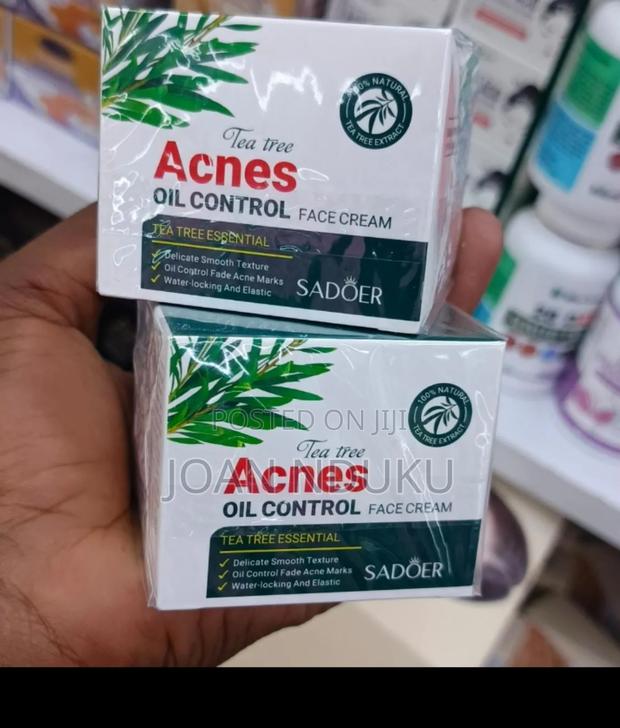 100% NATURAL
TEA TREE EXTRACT
Tea tree
Acnes
OIL CONTROL FACE CREAM
TEA TREE ESSENTIAL
Delicate Smooth Texture
Oil Control Fade Acne Marks
Water-locking And Elastic
SADOER
100% NATURAL
TEA TREE EXTRACT
POSTED ON JIJI
Tea tree
JOAN NDUKU
Acnes
OIL CONTROL FACE CREAM
TEA TREE ESSENTIAL
Delicate Smooth Texture
Oil Control Fade Acne Marks
Water-locking And Elastic
SADOER